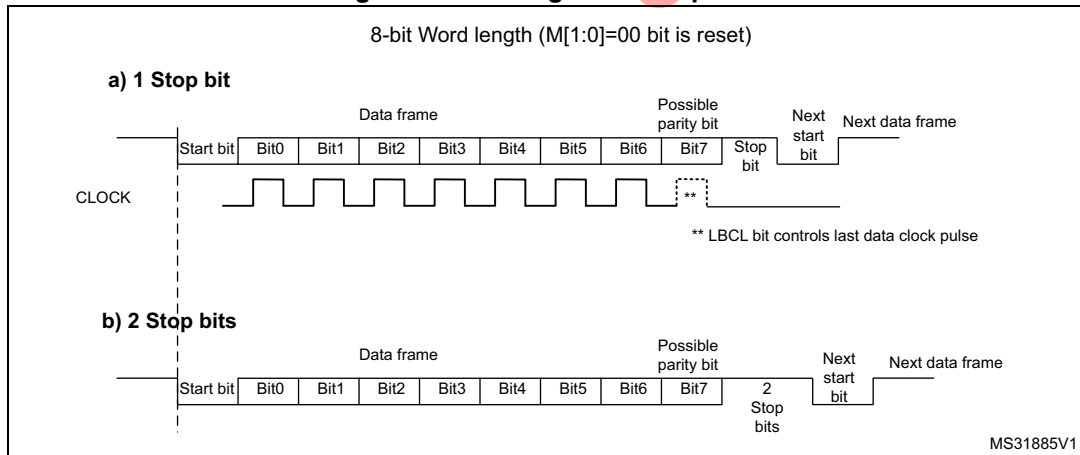 8-bit Word length (M[1:0]=00 bit is reset)
a) 1 Stop bit
Data frame
Possible
parity bit
Next
start
bit
Next data frame
Start bit Bit0 Bit1 Bit2 Bit3 Bit4 Bit5 Bit6 Bit7 Stop
bit
CLOCK
**
** LBCL bit controls last data clock pulse
b) 2 Stop bits
Data frame
Possible
parity bit
Next
start
bit
Next data frame
Start bit Bit0 Bit1 Bit2 Bit3 Bit4 Bit5 Bit6 Bit7 2
Stop
bits
MS31885V1